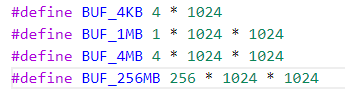 #define BUF_4KB 4 * 1024
#define BUF_1MB 1 * 1024 * 1024
#define BUF_4MB 4 * 1024 * 1024
#define BUF_256MB 256 * 1024 * 1024